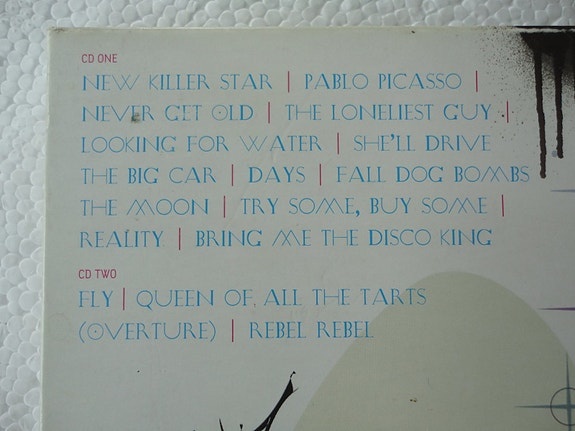 CD ONE
NEW KILLER STAR | PABLO PICASSO |
NEVER GET OLD | THE LONELIEST GUY |
LOOKING FOR WATER | SHE'LL DRIVE
THE BIG CAR | DAYS | FALL DOG BOMBS
THE MOON | TRY SOME, BUY SOME |
REALITY | BRING ME THE DISCO KING
CD TWO
FLY | QUEEN OF ALL THE TARTS
(OVERTURE) | REBEL REBEL